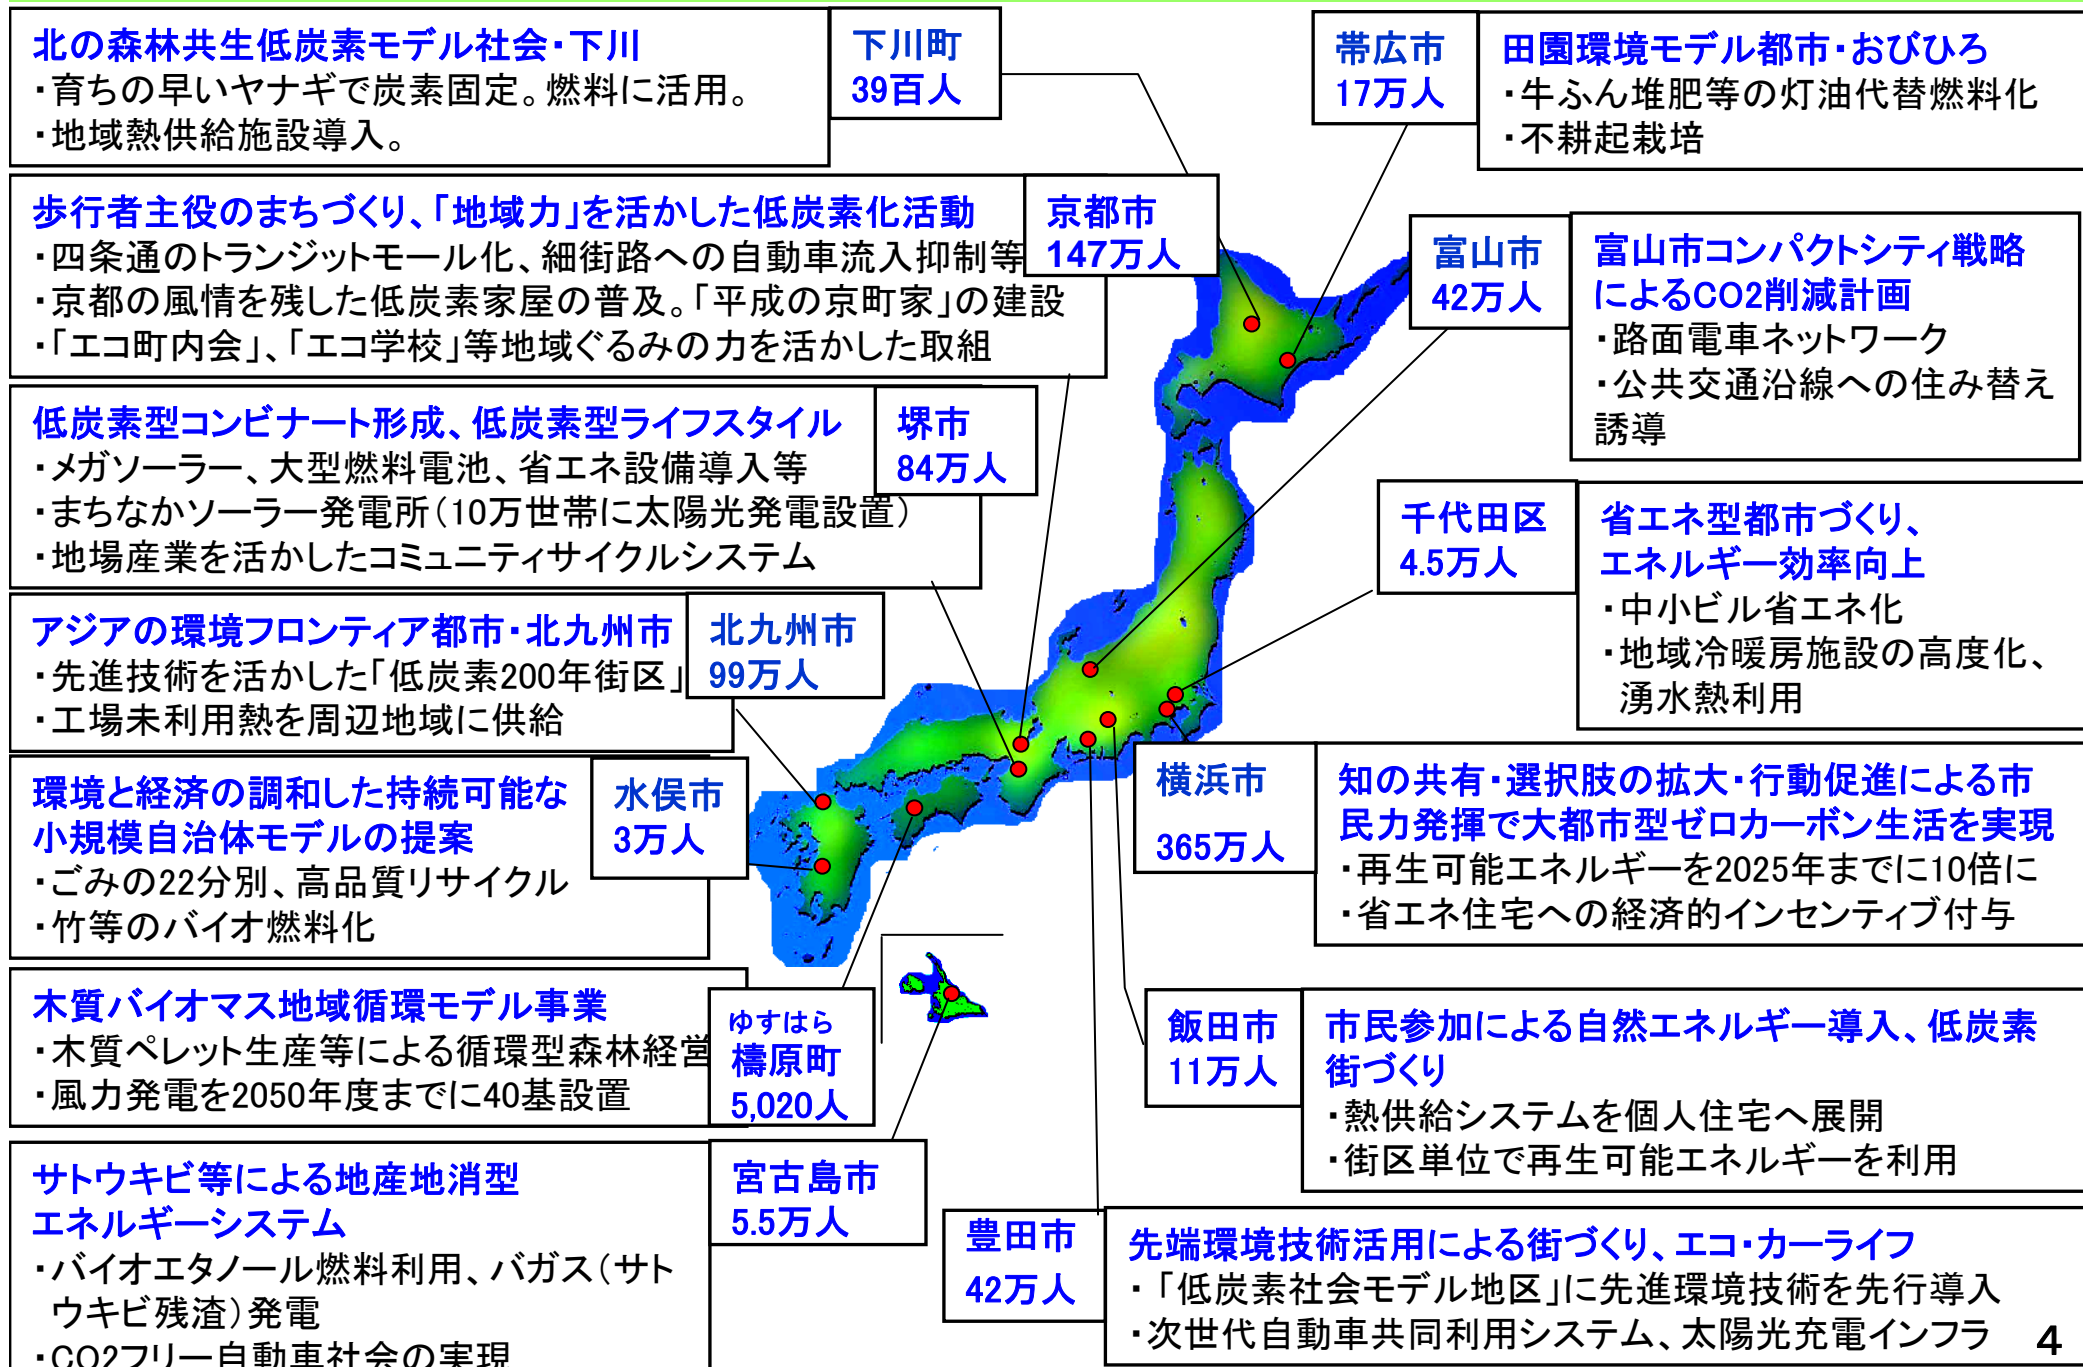 北の森林共生低炭素モデル社会・下川
・育ちの早いヤナギで炭素固定。燃料に活用。
・地域熱供給施設導入。
下川町
39百人
帯広市
17万人
田園環境モデル都市・おびひろ
・牛ふん堆肥等の灯油代替燃料化
・不耕起栽培
歩行者主役のまちづくり、「地域力」を活かした低炭素化活動
・四条通のトランジットモール化、細街路への自動車流入抑制等
・京都の風情を残した低炭素家屋の普及。「平成の京町家」の建設
・「エコ町内会」、「エコ学校」等地域ぐるみの力を活かした取組
京都市
147万人
富山市
42万人
富山市コンパクトシティ戦略
によるCO2削減計画
・路面電車ネットワーク
・公共交通沿線への住み替え
誘導
低炭素型コンビナート形成、低炭素型ライフスタイル
・メガソーラー、大型燃料電池、省エネ設備導入等
・まちなかソーラー発電所（10万世帯に太陽光発電設置）
・地場産業を活かしたコミュニティサイクルシステム
堺市
84万人
千代田区
4.5万人
省エネ型都市づくり、
エネルギー効率向上
・中小ビル省エネ化
・地域冷暖房施設の高度化、
湧水熱利用
アジアの環境フロンティア都市・北九州市
・先進技術を活かした「低炭素200年街区」
・工場未利用熱を周辺地域に供給
北九州市
99万人
環境と経済の調和した持続可能な
小規模自治体モデルの提案
・ごみの22分別、高品質リサイクル
・竹等のバイオ燃料化
水俣市
3万人
横浜市
365万人
知の共有・選択肢の拡大・行動促進による市
民力発揮で大都市型ゼロカーボン生活を実現
・再生可能エネルギーを2025年までに10倍に
・省エネ住宅への経済的インセンティブ付与
木質バイオマス地域循環モデル事業
・木質ペレット生産等による循環型森林経営
・風力発電を2050年度までに40基設置
ゆすはら
檮原町
5,020人
飯田市
11万人
市民参加による自然エネルギー導入、低炭素
街づくり
・熱供給システムを個人住宅へ展開
・街区単位で再生可能エネルギーを利用
サトウキビ等による地産地消型
エネルギーシステム
・バイオエタノール燃料利用、バガス（サト
ウキビ残渣）発電
・CO2フリー自動車社会の実現
宮古島市
5.5万人
豊田市
42万人
先端環境技術活用による街づくり、エコ・カーライフ
・「低炭素社会モデル地区」に先進環境技術を先行導入
・次世代自動車共同利用システム、太陽光充電インフラ
4